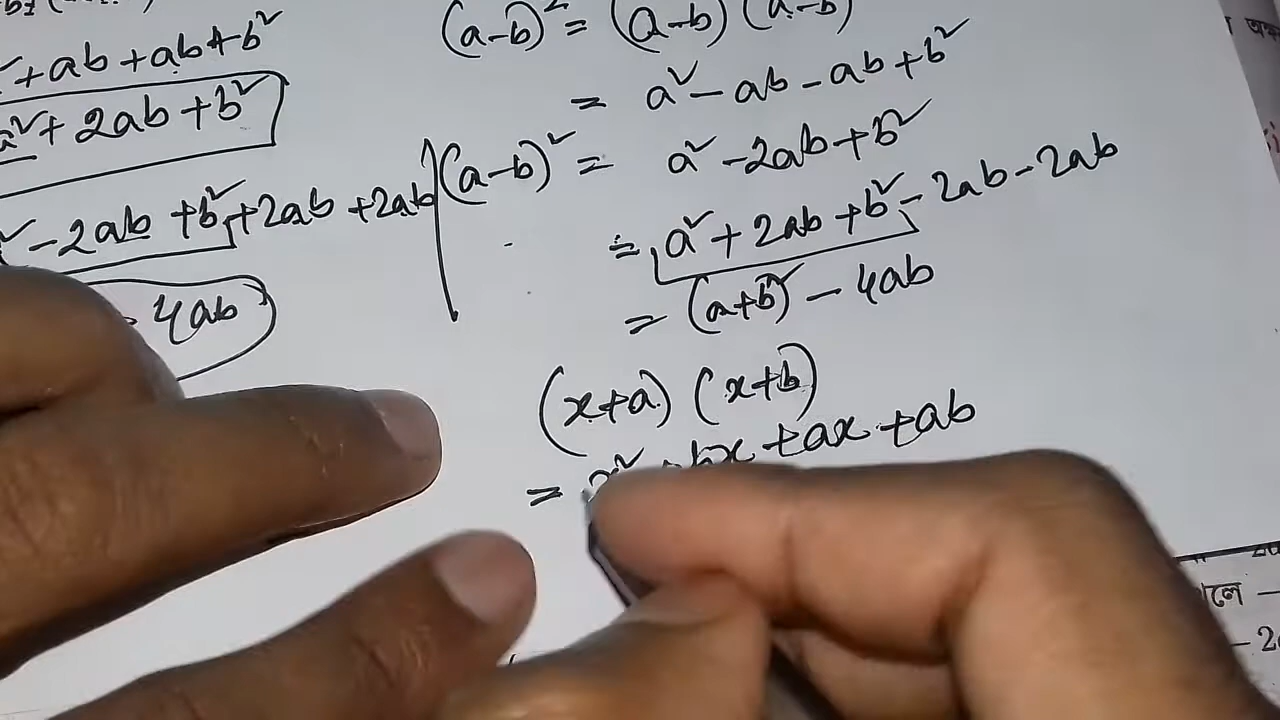 +ab+ab+b²
a²+2ab+b²
-2ab+b²+2ab+2ab
4ab
(a-b)²=(a-b)(a-b)
= a²-ab-ab+b²
(a-b)²= a²-2ab+b²
= a²+2ab+b²-2ab-2ab
= (a+b)²-4ab
(x+a)(x+b)
= x²+bx+ax+ab